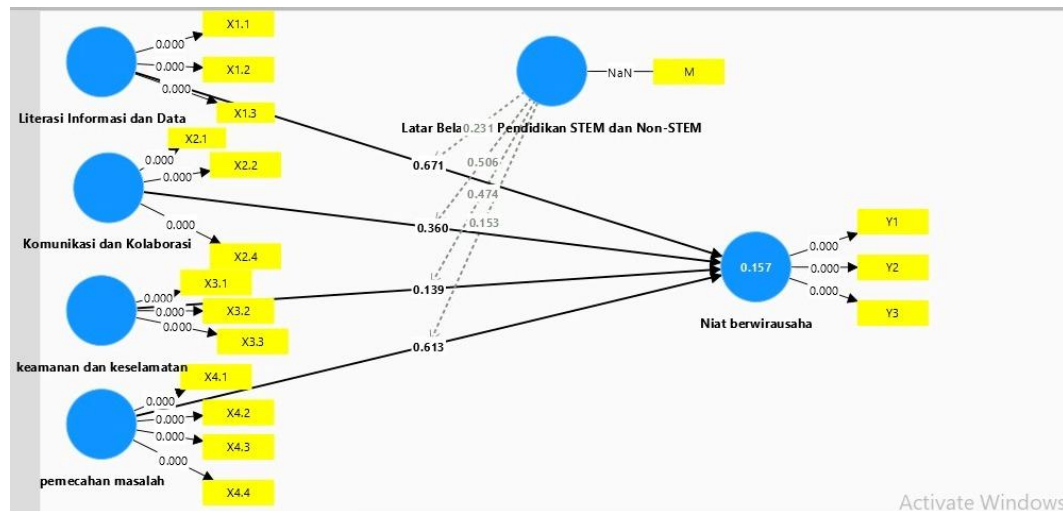 X1.1
0.000
0.000
X1.2
0.000
X1.3
Literasi Informasi dan Data
X2.1
0.000
0.000
X2.2
0.000
X2.4
Komunikasi dan Kolaborasi
X3.1
0.000
0.000
X3.2
0.000
X3.3
keamanan dan keselamatan
X4.1
0.000
0.000
X4.2
0.000
X4.3
0.000
X4.4
pemecahan masalah
NaN
M
Latar Bela
0.231
Pendidikan STEM dan Non-STEM
0.671
0.506
0.474
0.360
0.153
0.139
0.613
0.157
0.000
Y1
0.000
Y2
0.000
Y3
Niat berwirausaha
Activate Windows